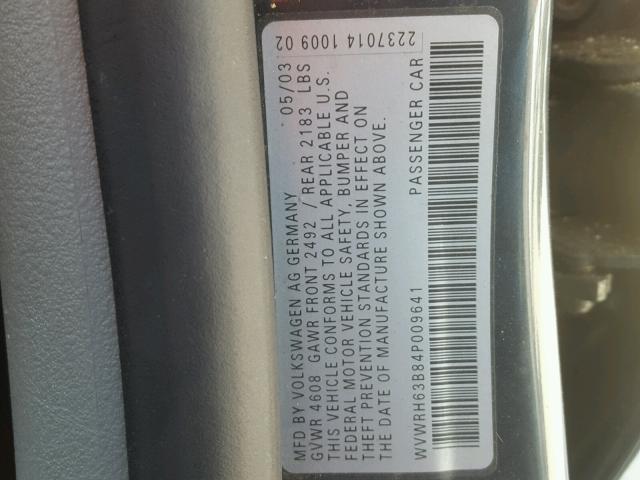 2237014 1009 02
MFD BY VOLKSWAGEN AG GERMANY 05/03
GVWR 4608 GAWR FRONT 2492 / REAR 2183 LBS
THIS VEHICLE CONFORMS TO ALL APPLICABLE U.S.
FEDERAL MOTOR VEHICLE SAFETY, BUMPER AND
THEFT PREVENTION STANDARDS IN EFFECT ON
THE DATE OF MANUFACTURE SHOWN ABOVE.
WVWRH63B84P009641 PASSENGER CAR